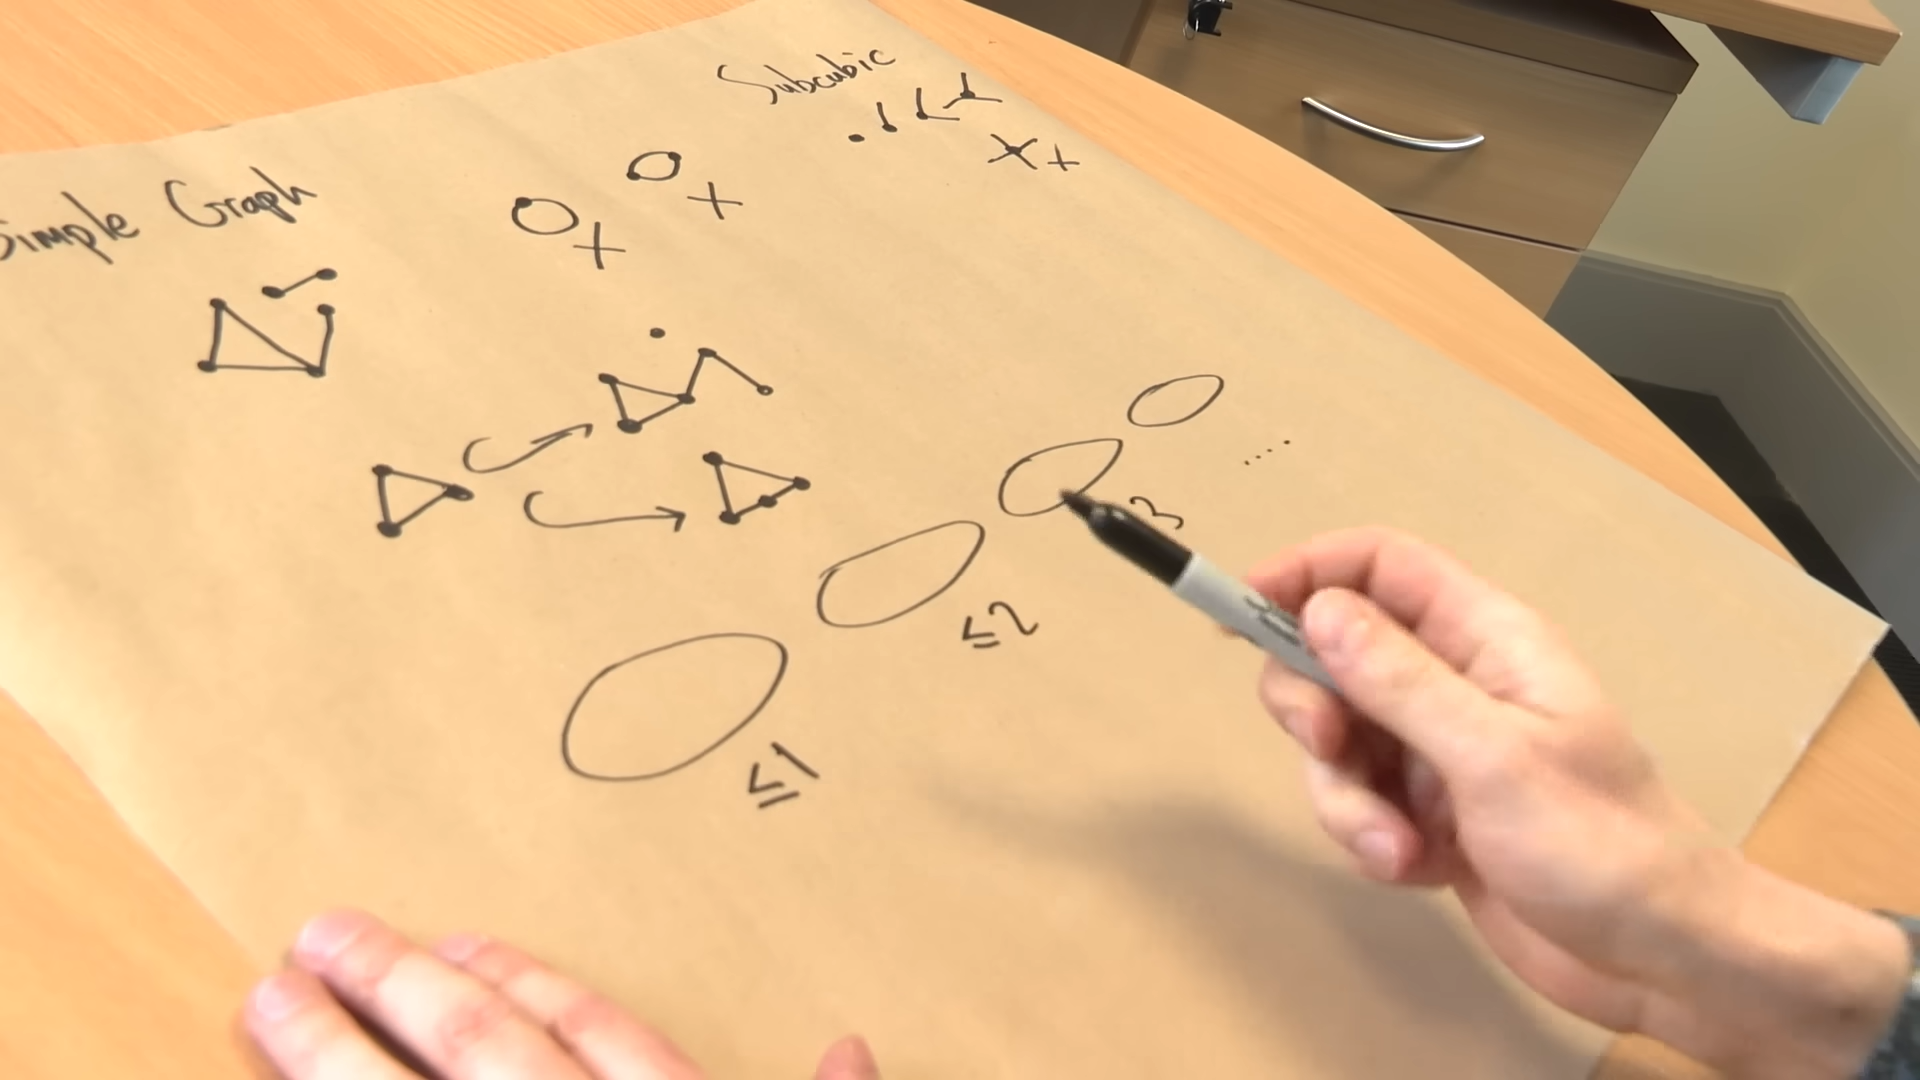 Simple Graph
Subcubic
≤1
≤2
3
....